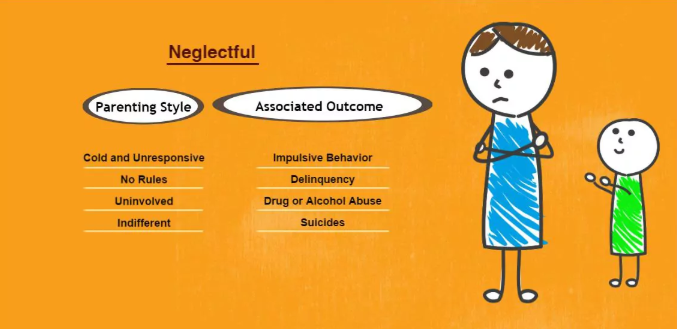 Neglectful
Parenting Style
Associated Outcome
Cold and Unresponsive
Impulsive Behavior
No Rules
Delinquency
Uninvolved
Drug or Alcohol Abuse
Indifferent
Suicides